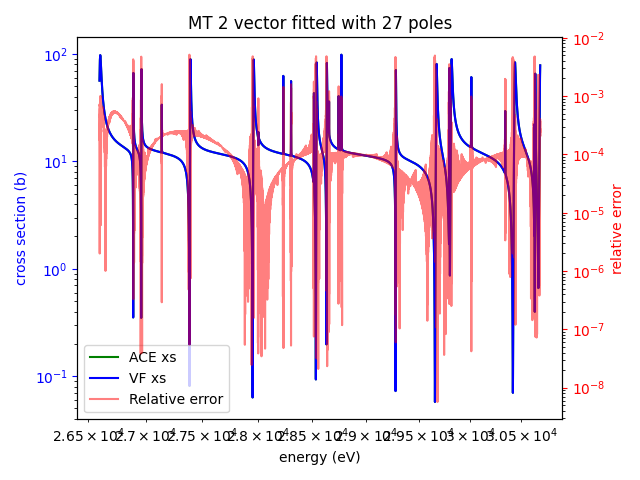 MT 2 vector fitted with 27 poles
cross section (b)
10²
10¹
10⁰
10⁻¹
10⁻²
10⁻³
10⁻⁴
10⁻⁵
10⁻⁶
10⁻⁷
10⁻⁸
relative error
ACE xs
VF xs
Relative error
2.65 × 10⁴ 2.7 × 10⁴ 2.75 × 10⁴ 2.8 × 10⁴ 2.85 × 10⁴ 2.9 × 10⁴ 2.95 × 10⁴ 3 × 10⁴ 3.05 × 10⁴
energy (eV)